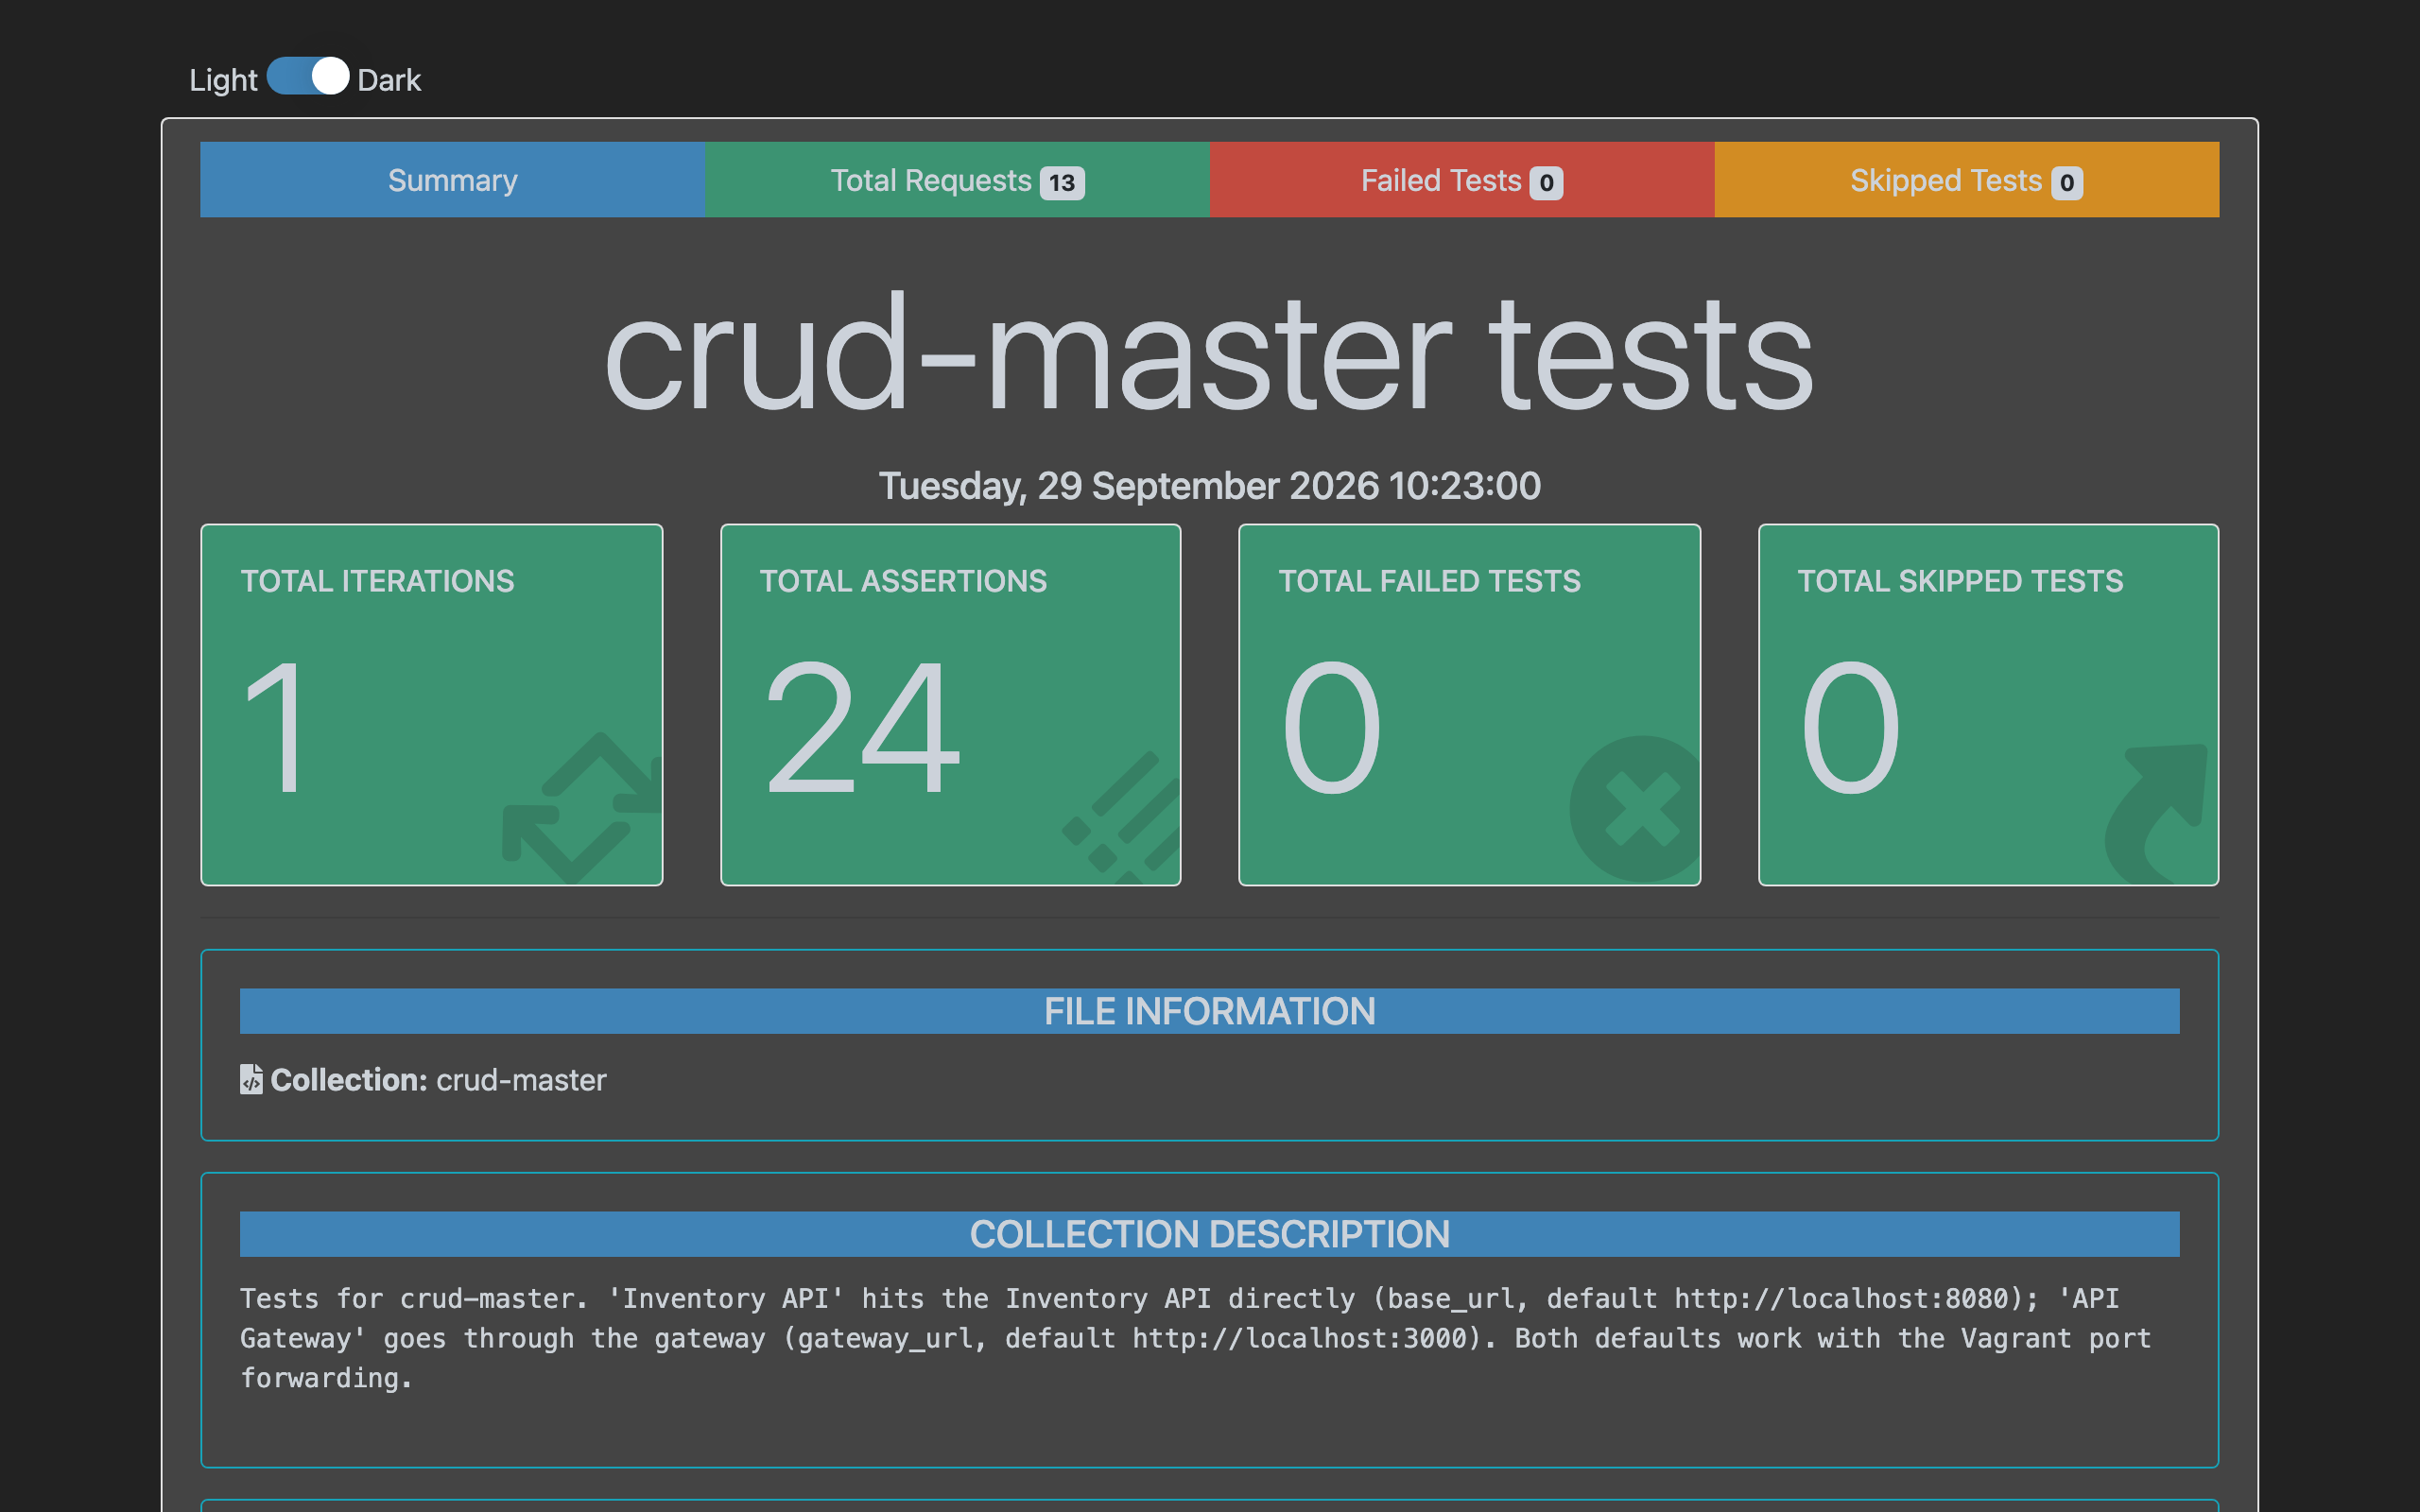 Light Dark
Summary Total Requests 13 Failed Tests 0 Skipped Tests 0
crud-master tests
Tuesday, 29 September 2026 10:23:00
TOTAL ITERATIONS TOTAL ASSERTIONS TOTAL FAILED TESTS TOTAL SKIPPED TESTS
1 24 0 0
FILE INFORMATION
Collection: crud-master
COLLECTION DESCRIPTION
Tests for crud-master. 'Inventory API' hits the Inventory API directly (base_url, default http://localhost:8080); 'API
Gateway' goes through the gateway (gateway_url, default http://localhost:3000). Both defaults work with the Vagrant port
forwarding.